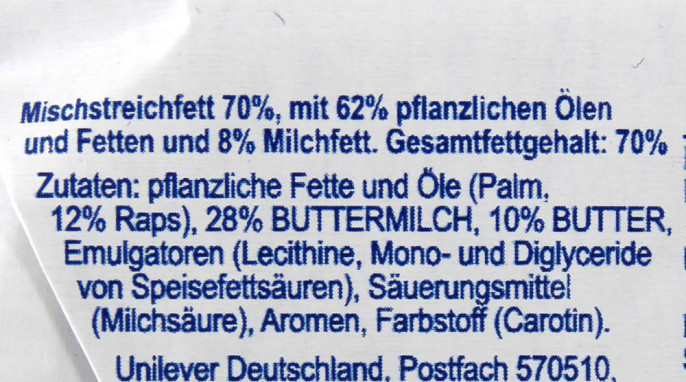 Mischstreichfett 70%, mit 62% pflanzlichen Ölen
und Fetten und 8% Milchfett. Gesamtfettgehalt: 70%
Zutaten: pflanzliche Fette und Öle (Palm,
12% Raps), 28% BUTTERMILCH, 10% BUTTER,
Emulgatoren (Lecithine, Mono- und Diglyceride
von Speisefettsäuren), Säuerungsmittel
(Milchsäure), Aromen, Farbstoff (Carotin).
Unilever Deutschland, Postfach 570510,